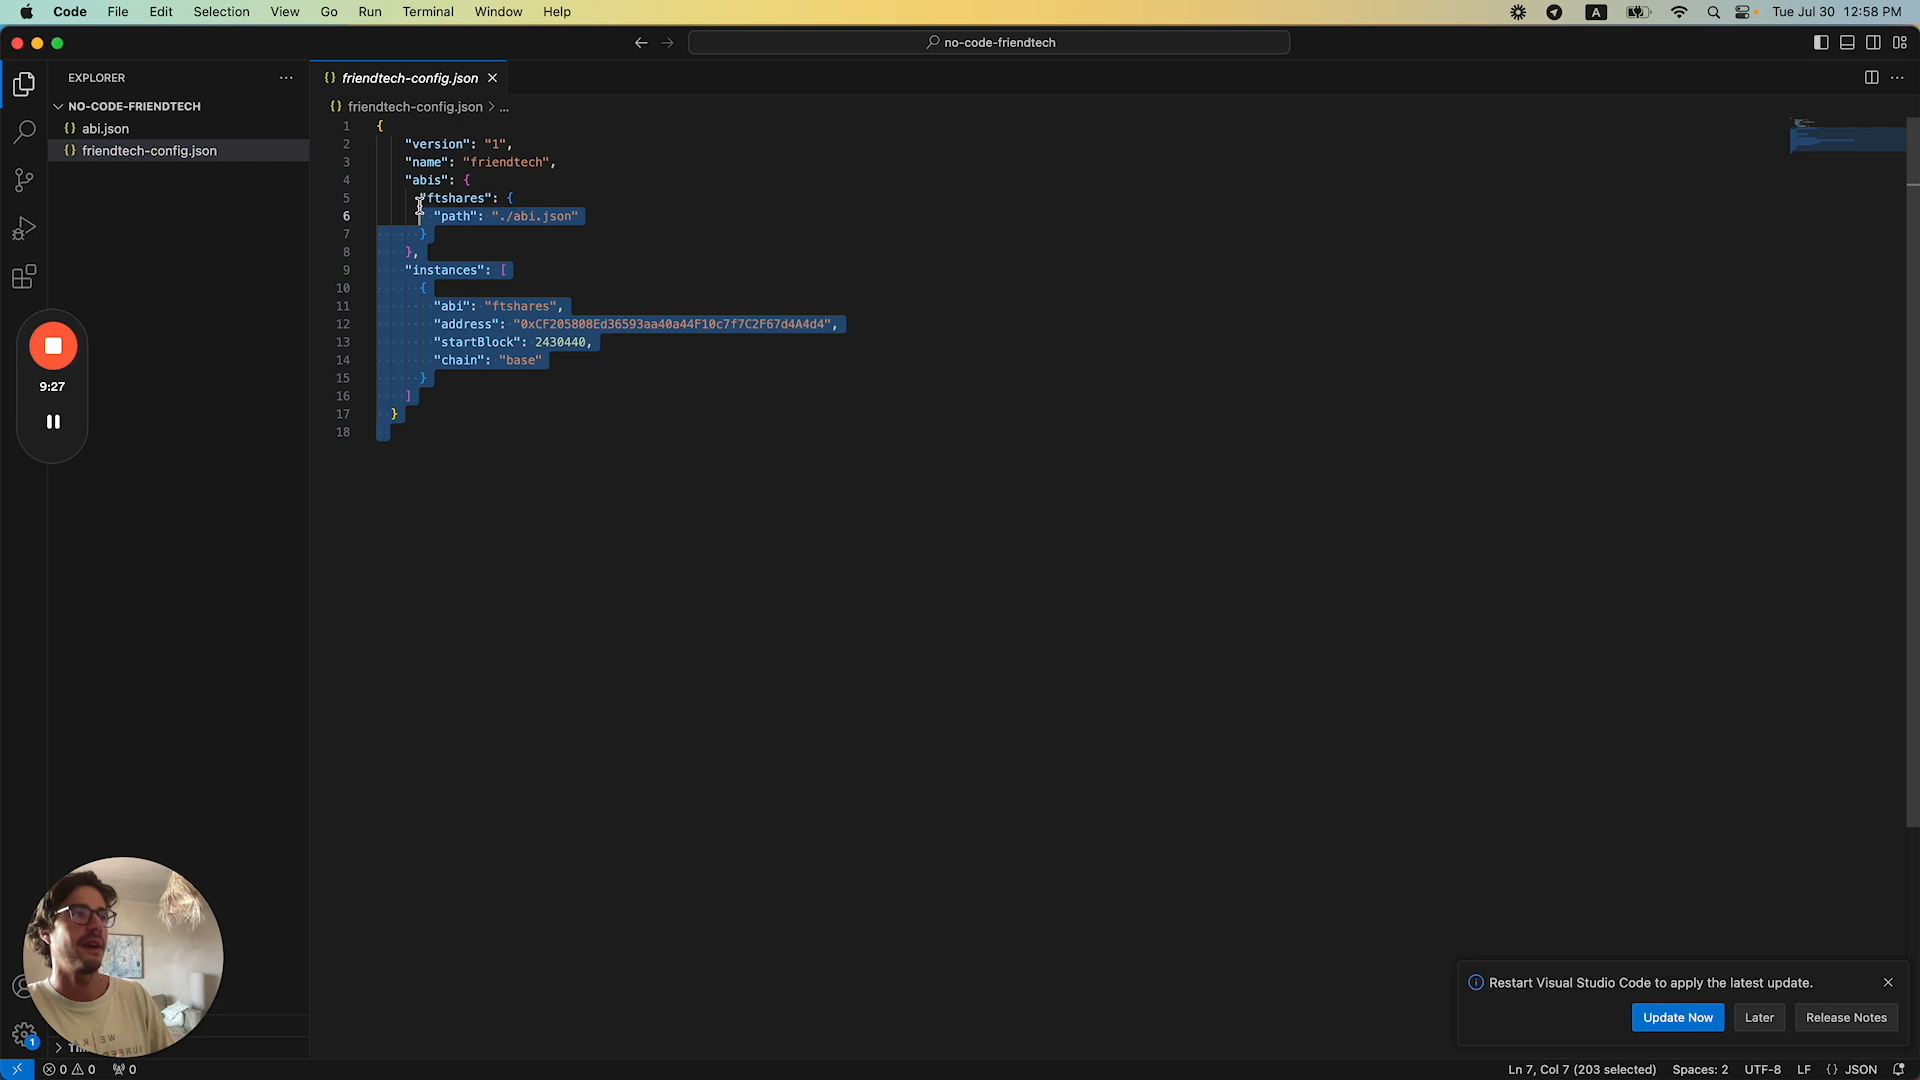 Code File Edit Selection View Go Run Terminal Window Help
A
Tue Jul 30 12:58 PM
no-code-friendtech
EXPLORER
NO-CODE-FRIENDTECH
abi.json
friendtech-config.json
friendtech-config.json
friendtech-config.json > ...
1 {
2 "version": "1",
3 "name": "friendtech",
4 "abis": {
5 "ftshares": {
6 "path": "./abi.json"
7 }
8 },
9 "instances": [
10 {
11 "abi": "ftshares",
12 "address": "0xCF205808Ed36593aa40a44F10c7f7C2F67d4A4d4",
13 "startBlock": 2430440,
14 "chain": "base"
15 }
16 ]
17 }
18
9:27
Restart Visual Studio Code to apply the latest update.
Update Now
Later
Release Notes
1
0 0 0
Ln 7, Col 7 (203 selected)
Spaces: 2
UTF-8
LF
{} JSON